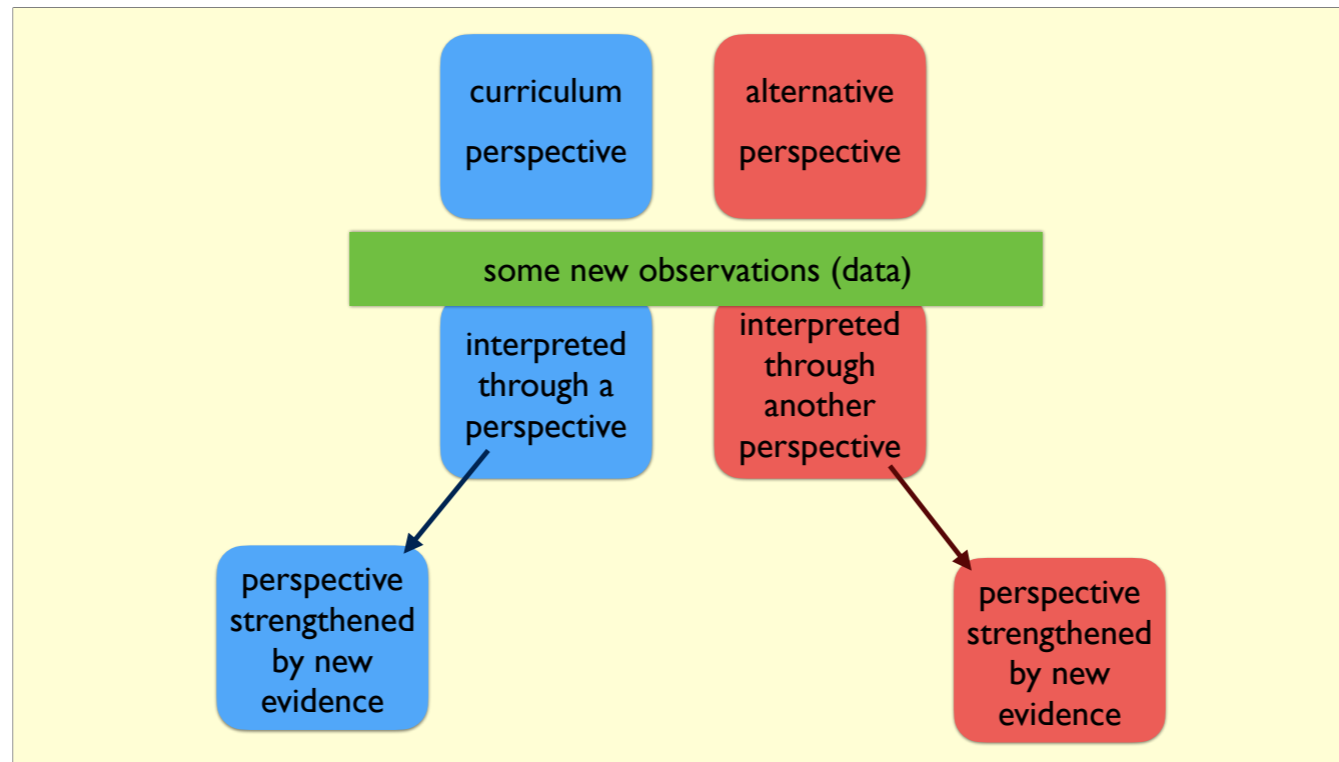 curriculum
perspective
alternative
perspective
some new observations (data)
interpreted
through a
perspective
interpreted
through
another
perspective
perspective
strengthened
by new
evidence
perspective
strengthened
by new
evidence